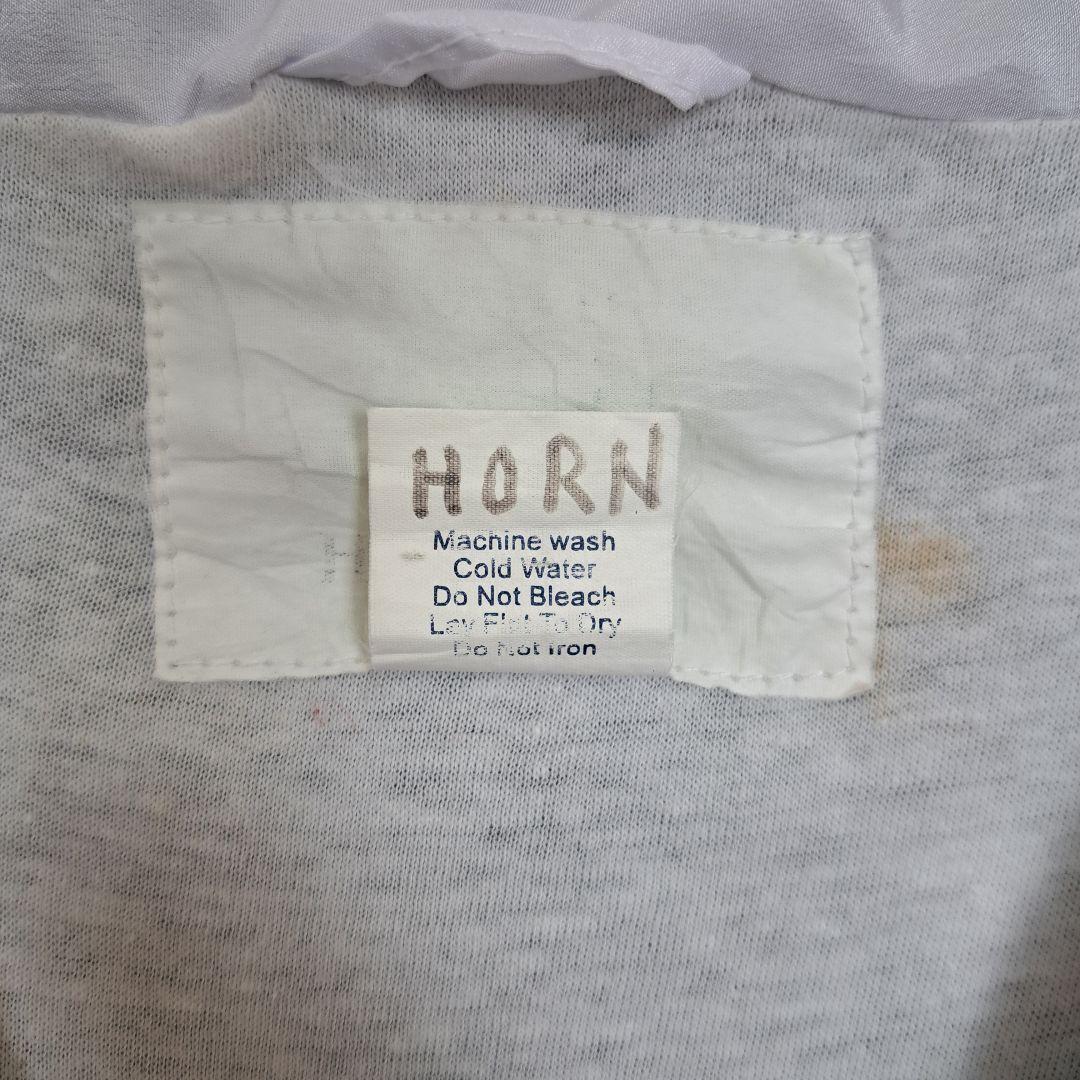 HORN
Machine wash
Cold Water
Do Not Bleach
Lay Flat To Dry
Do Not Iron